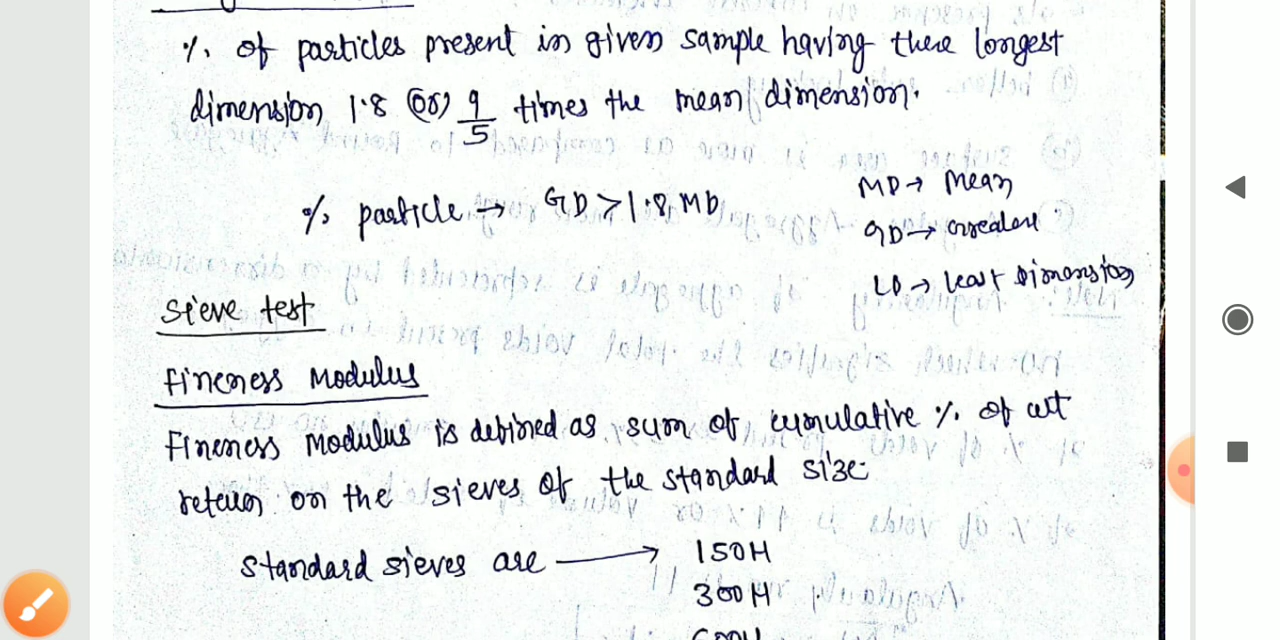 % of particles present in given sample having there longest
dimension 1.8 (or) 9/5 times the mean dimension.
% particle → GD > 1.8 MD
MD → Mean
GD → Greatest
LD → Least Dimension
Sieve test
Fineness Modulus
Fineness Modulus is defined as sum of cumulative % of wt
retain on the sieves of the standard size.
Standard sieves are → 150 μ
300 μ